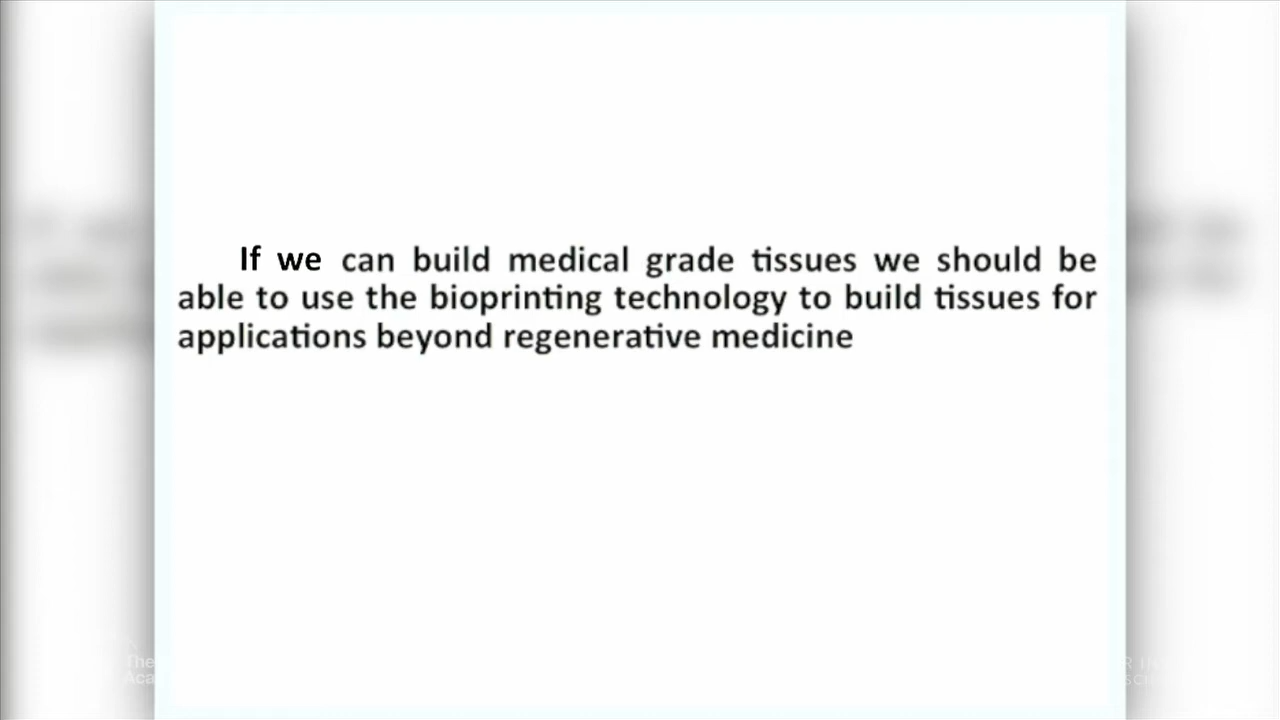 If we can build medical grade tissues we should be
able to use the bioprinting technology to build tissues for
applications beyond regenerative medicine
The